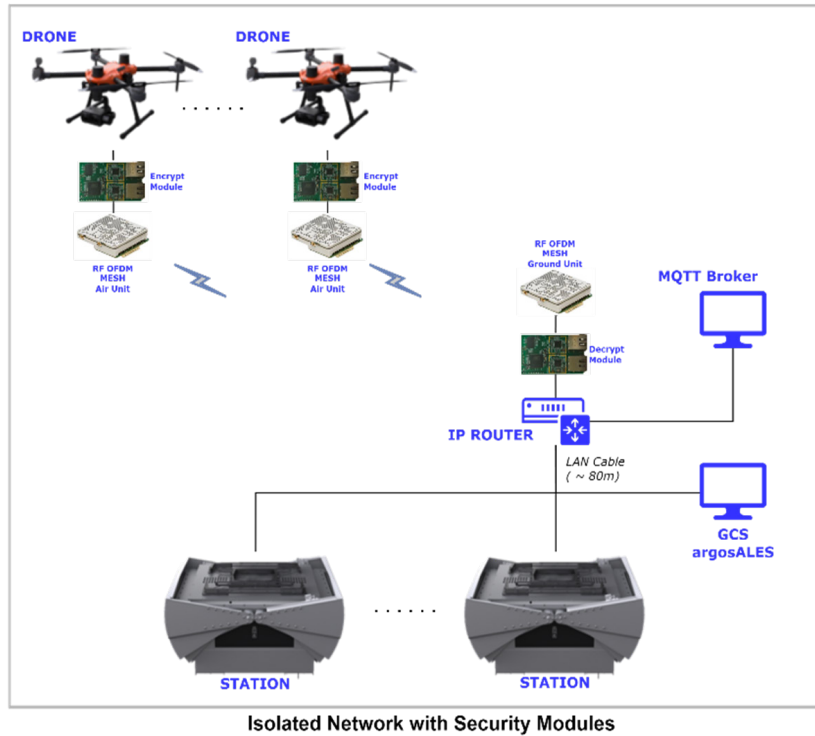 DRONE
DRONE
Encrypt
Module
Encrypt
Module
RF OFDM
MESH
Air Unit
RF OFDM
MESH
Air Unit
RF OFDM
MESH
Ground Unit
MQTT Broker
Decrypt
Module
IP ROUTER
LAN Cable
( ~ 80m)
GCS
argosALES
STATION
STATION
Isolated Network with Security Modules